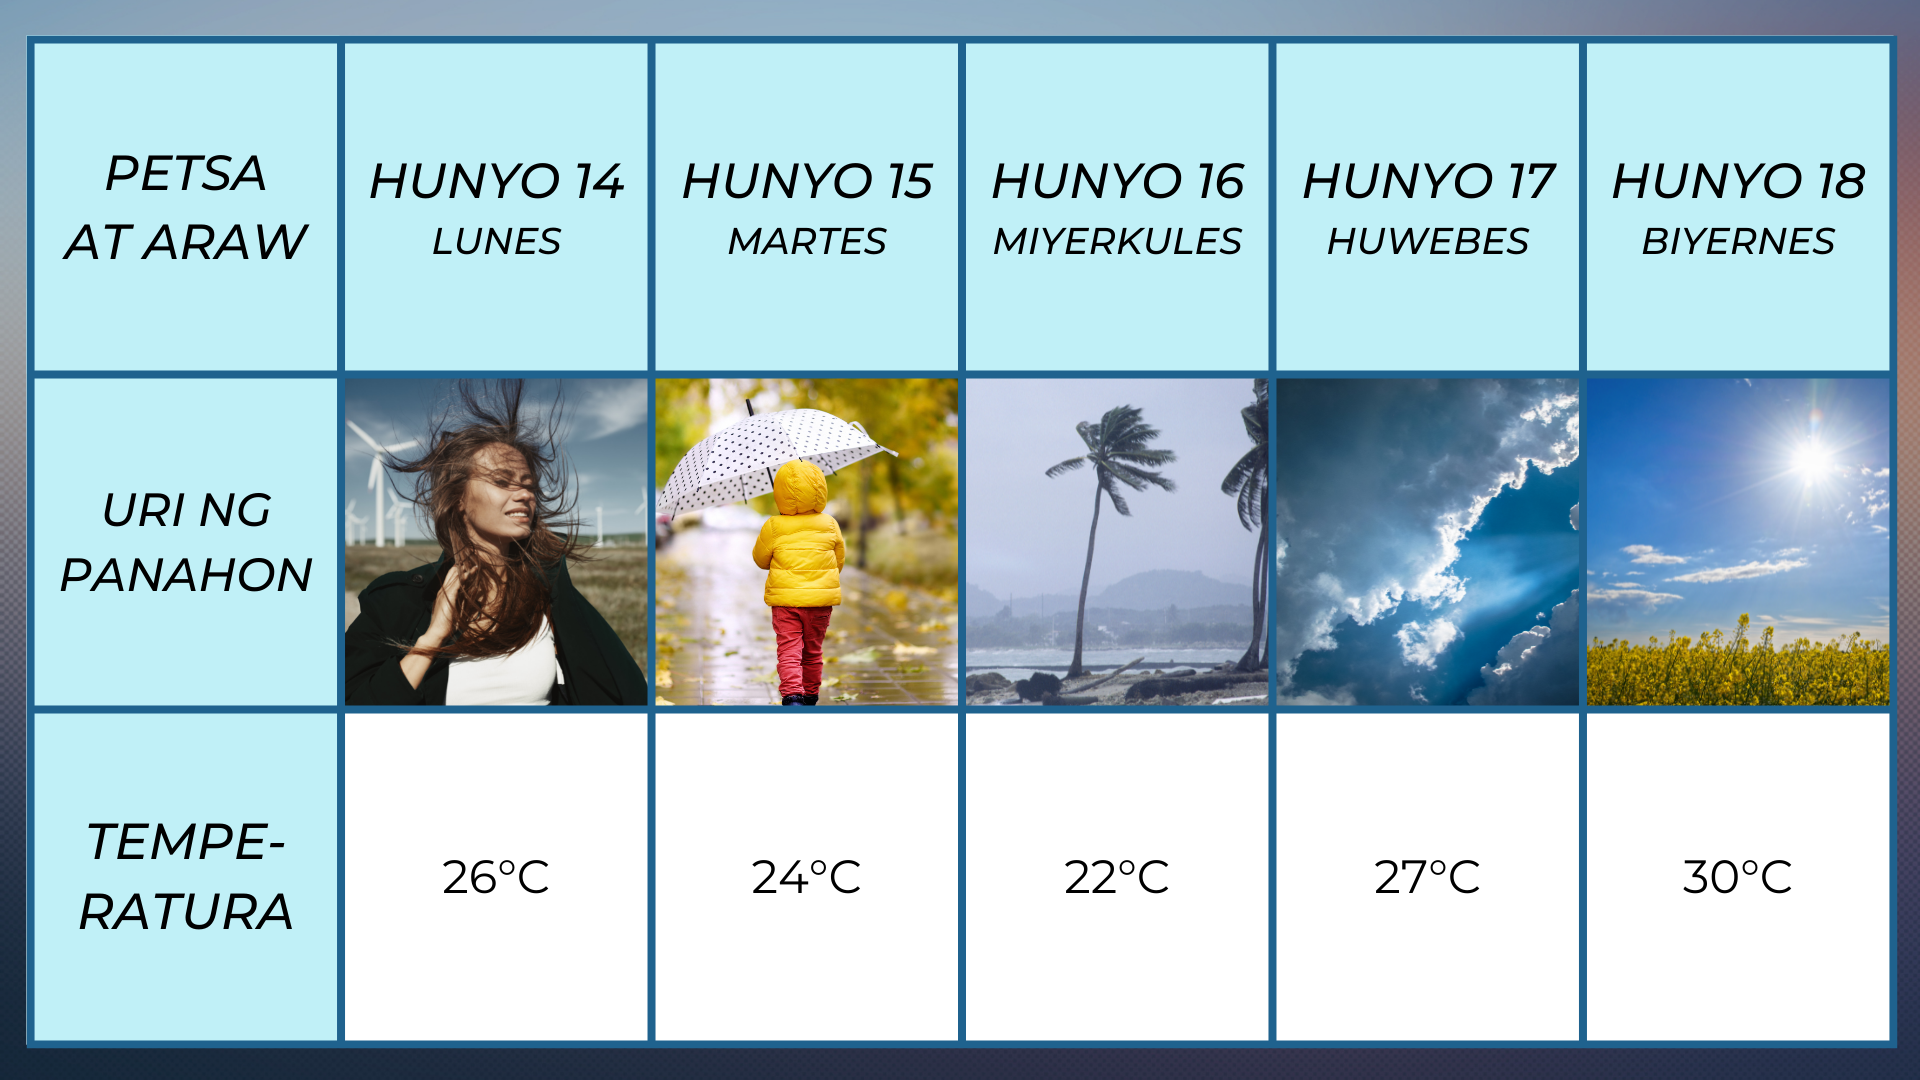 PETSA
AT ARAW
HUNYO 14
LUNES
HUNYO 15
MARTES
HUNYO 16
MIYERKULES
HUNYO 17
HUWEBES
HUNYO 18
BIYERNES
URI NG
PANAHON
TEMPE-
RATURA
26°C
24°C
22°C
27°C
30°C